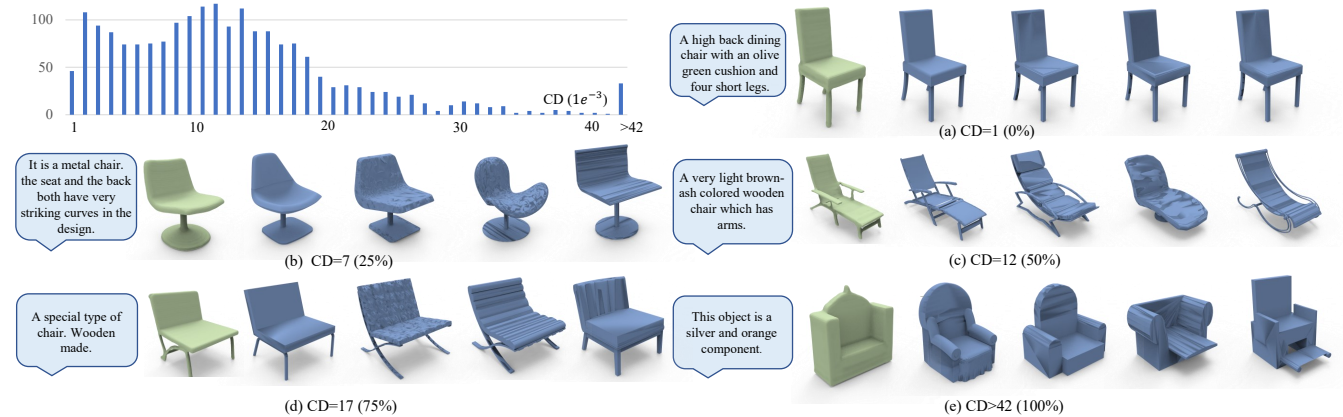 100
50
0
CD (1e⁻³)
1 10 20 30 40 >42
A high back dining
chair with an olive
green cushion and
four short legs.
(a) CD=1 (0%)
It is a metal chair.
the seat and the back
both have very
striking curves in the
design.
(b) CD=7 (25%)
A very light brown-
ash colored wooden
chair which has
arms.
(c) CD=12 (50%)
A special type of
chair. Wooden
made.
(d) CD=17 (75%)
This object is a
silver and orange
component.
(e) CD>42 (100%)